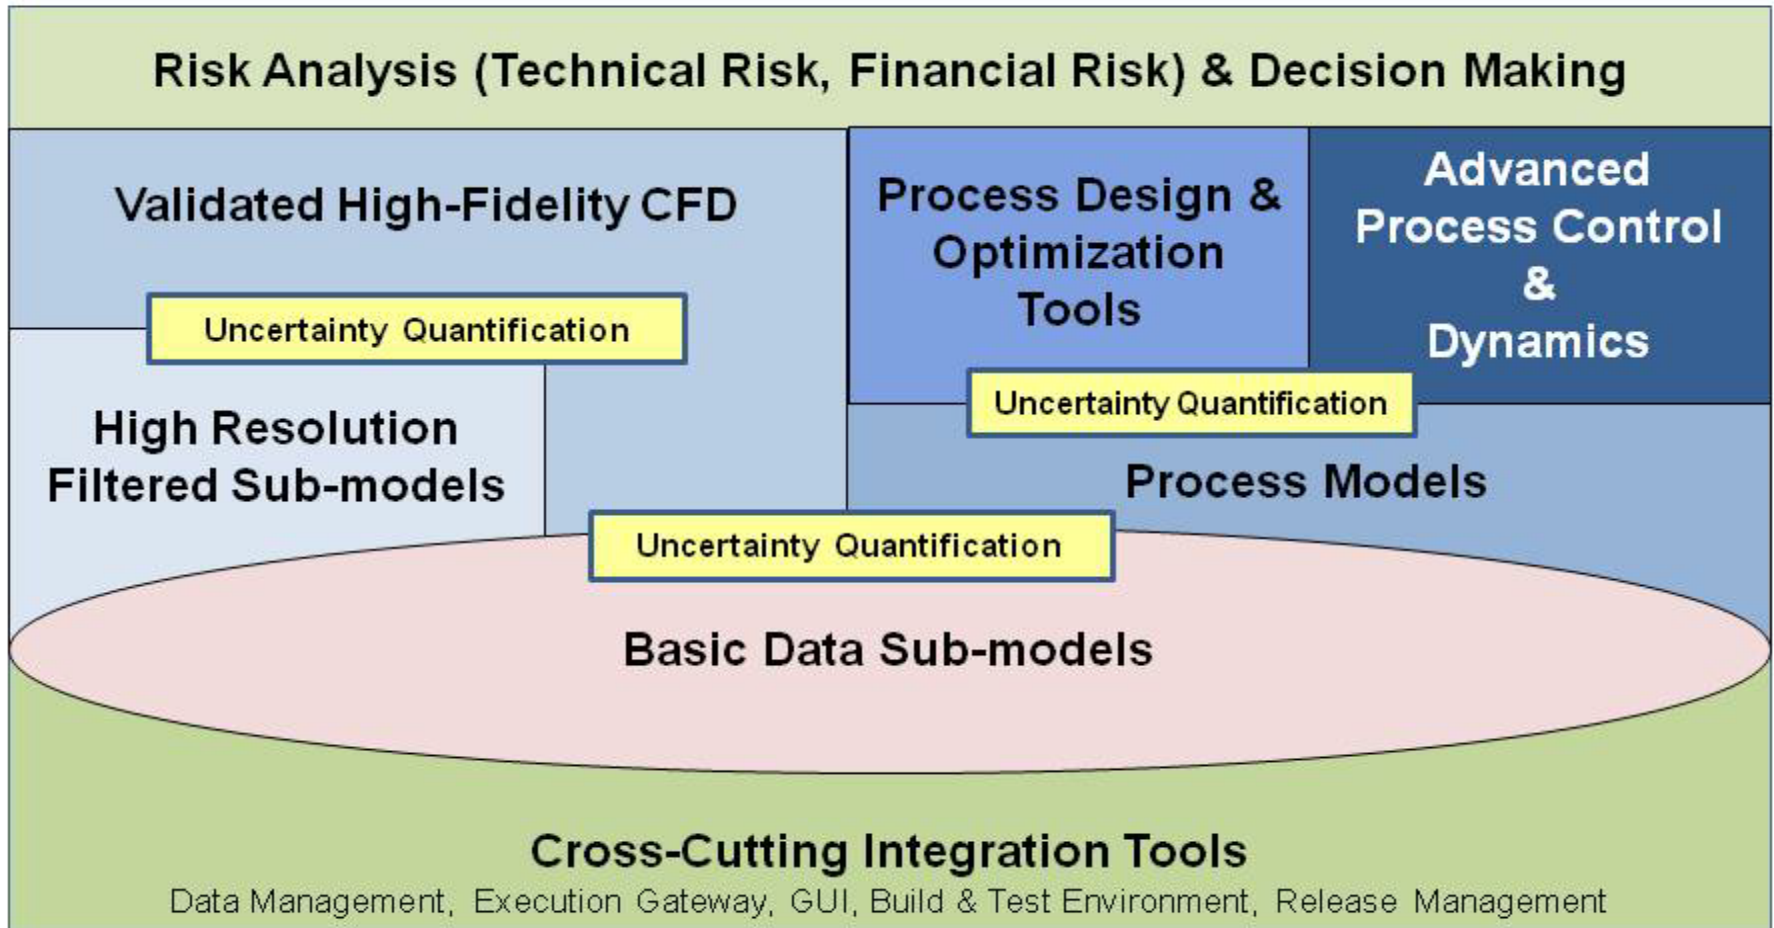 Risk Analysis (Technical Risk, Financial Risk) & Decision Making
Validated High-Fidelity CFD
Process Design &
Optimization
Tools
Advanced
Process Control
&
Dynamics
Uncertainty Quantification
Uncertainty Quantification
High Resolution
Filtered Sub-models
Process Models
Uncertainty Quantification
Basic Data Sub-models
Cross-Cutting Integration Tools
Data Management, Execution Gateway, GUI, Build & Test Environment, Release Management